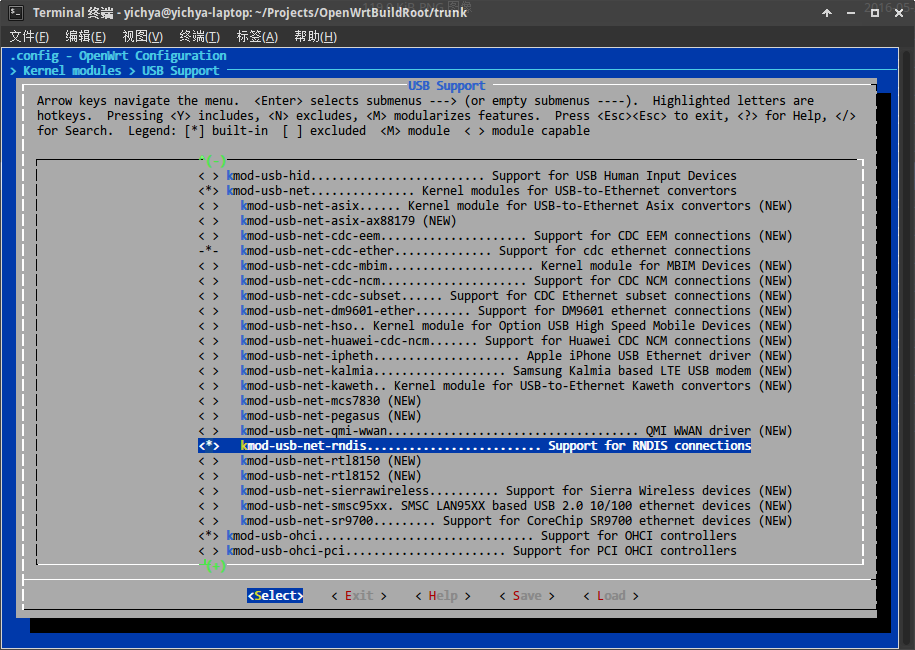 Terminal 终端 - yichya@yichya-laptop: ~/Projects/OpenWrtBuildRoot/trunk
文件(F) 编辑(E) 视图(V) 终端(T) 标签(A) 帮助(H)
.config - OpenWrt Configuration
> Kernel modules > USB Support
USB Support
Arrow keys navigate the menu.  <Enter> selects submenus ---> (or empty submenus ----).  Highlighted letters are
hotkeys.  Pressing <Y> includes, <N> excludes, <M> modularizes features.  Press <Esc><Esc> to exit, <?> for Help, </>
for Search.  Legend: [*] built-in  [ ] excluded  <M> module  < > module capable
^(-)
< > kmod-usb-hid......................... Support for USB Human Input Devices
<*> kmod-usb-net............... Kernel modules for USB-to-Ethernet convertors
< >   kmod-usb-net-asix...... Kernel module for USB-to-Ethernet Asix convertors (NEW)
< >   kmod-usb-net-asix-ax88179 (NEW)
< >   kmod-usb-net-cdc-eem..................... Support for CDC EEM connections (NEW)
-*-   kmod-usb-net-cdc-ether.............. Support for cdc ethernet connections
< >   kmod-usb-net-cdc-mbim..................... Kernel module for MBIM Devices (NEW)
< >   kmod-usb-net-cdc-ncm..................... Support for CDC NCM connections (NEW)
< >   kmod-usb-net-cdc-subset...... Support for CDC Ethernet subset connections (NEW)
< >   kmod-usb-net-dm9601-ether........ Support for DM9601 ethernet connections (NEW)
< >   kmod-usb-net-hso.. Kernel module for Option USB High Speed Mobile Devices (NEW)
< >   kmod-usb-net-huawei-cdc-ncm....... Support for Huawei CDC NCM connections (NEW)
< >   kmod-usb-net-ipheth..................... Apple iPhone USB Ethernet driver (NEW)
< >   kmod-usb-net-kalmia................... Samsung Kalmia based LTE USB modem (NEW)
< >   kmod-usb-net-kaweth.. Kernel module for USB-to-Ethernet Kaweth convertors (NEW)
< >   kmod-usb-net-mcs7830 (NEW)
< >   kmod-usb-net-pegasus (NEW)
< >   kmod-usb-net-qmi-wwan.................................... QMI WWAN driver (NEW)
<*>   kmod-usb-net-rndis......................... Support for RNDIS connections
< >   kmod-usb-net-rtl8150 (NEW)
< >   kmod-usb-net-rtl8152 (NEW)
< >   kmod-usb-net-sierrawireless.......... Support for Sierra Wireless devices (NEW)
< >   kmod-usb-net-smsc95xx. SMSC LAN95XX based USB 2.0 10/100 ethernet devices (NEW)
< >   kmod-usb-net-sr9700......... Support for CoreChip SR9700 ethernet devices (NEW)
<*> kmod-usb-ohci................................ Support for OHCI controllers
< > kmod-usb-ohci-pci........................ Support for PCI OHCI controllers
<Select>    < Exit >    < Help >    < Save >    < Load >